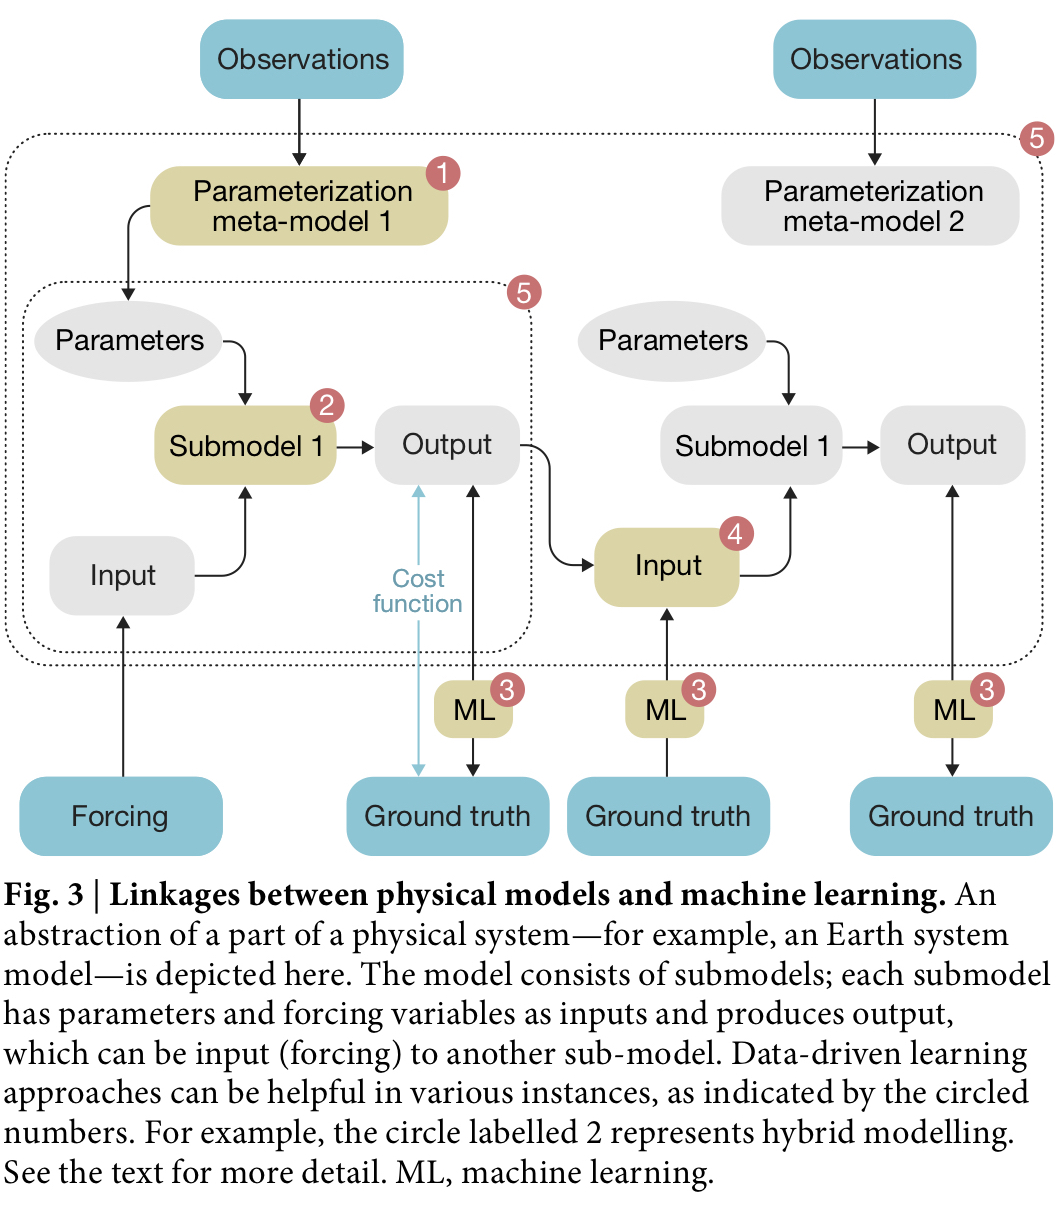 Observations
Observations
5
Parameterization
meta-model 1
1
Parameterization
meta-model 2
5
Parameters
Parameters
2
Submodel 1
Output
Submodel 1
Output
4
Input
Input
Cost
function
3
ML
3
ML
3
ML
Forcing
Ground truth
Ground truth
Ground truth
Fig. 3 | Linkages between physical models and machine learning. An
abstraction of a part of a physical system—for example, an Earth system
model—is depicted here. The model consists of submodels; each submodel
has parameters and forcing variables as inputs and produces output,
which can be input (forcing) to another sub-model. Data-driven learning
approaches can be helpful in various instances, as indicated by the circled
numbers. For example, the circle labelled 2 represents hybrid modelling.
See the text for more detail. ML, machine learning.